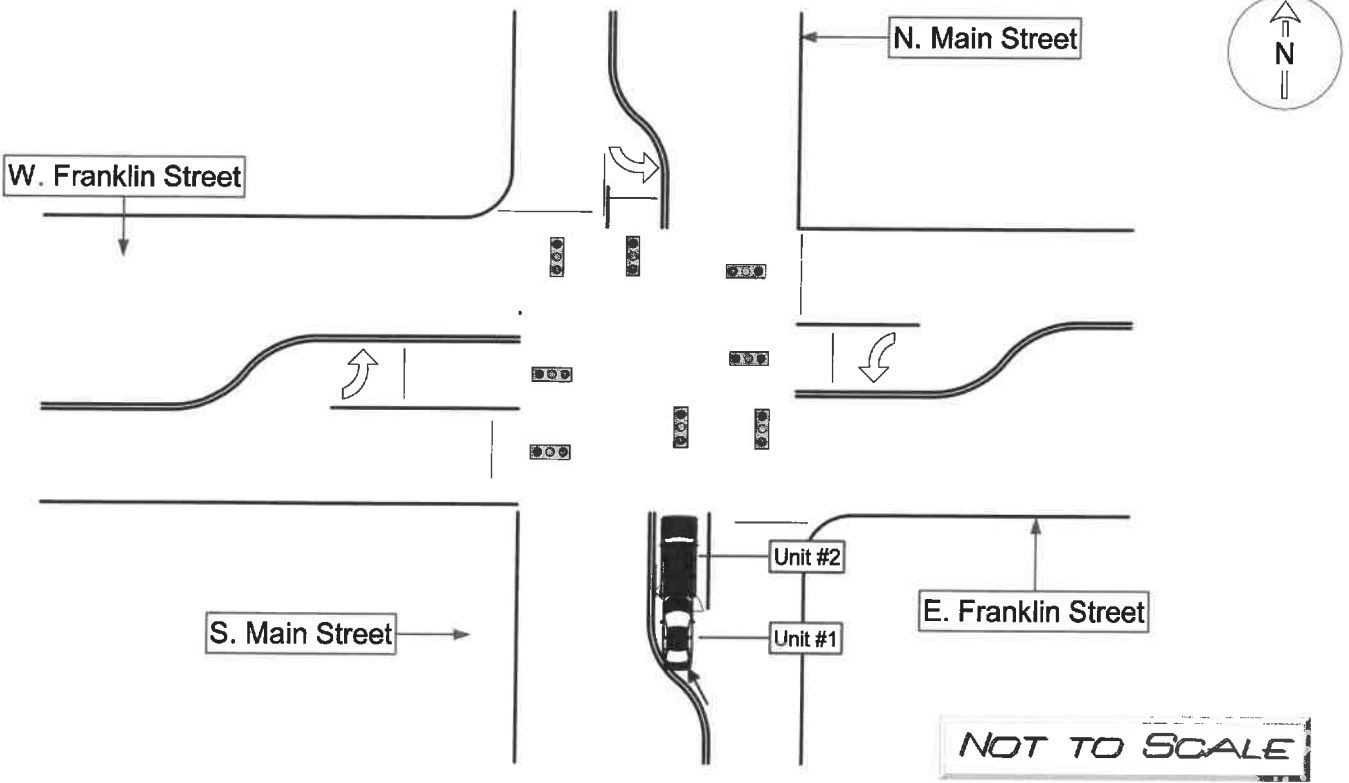 N. Main Street
N
W. Franklin Street
Unit #2
E. Franklin Street
S. Main Street
Unit #1
NOT TO SCALE